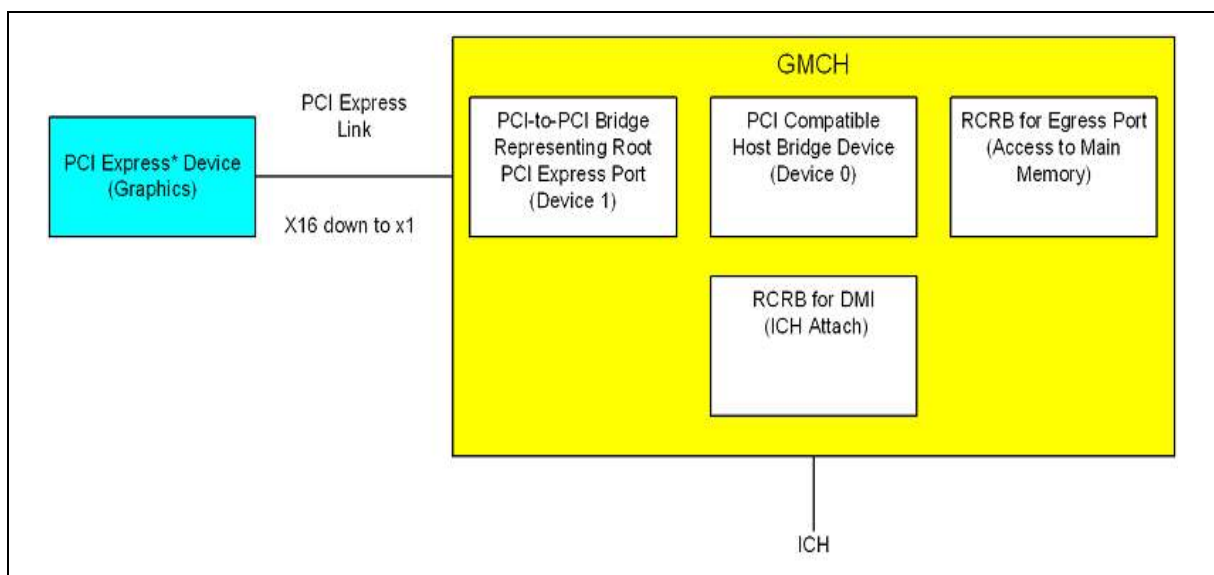 GMCH
PCI Express
Link
X16 down to x1
PCI Express* Device
(Graphics)
PCI-to-PCI Bridge
Representing Root
PCI Express Port
(Device 1)
PCI Compatible
Host Bridge Device
(Device 0)
RCRB for Egress Port
(Access to Main
Memory)
RCRB for DMI
(ICH Attach)
ICH